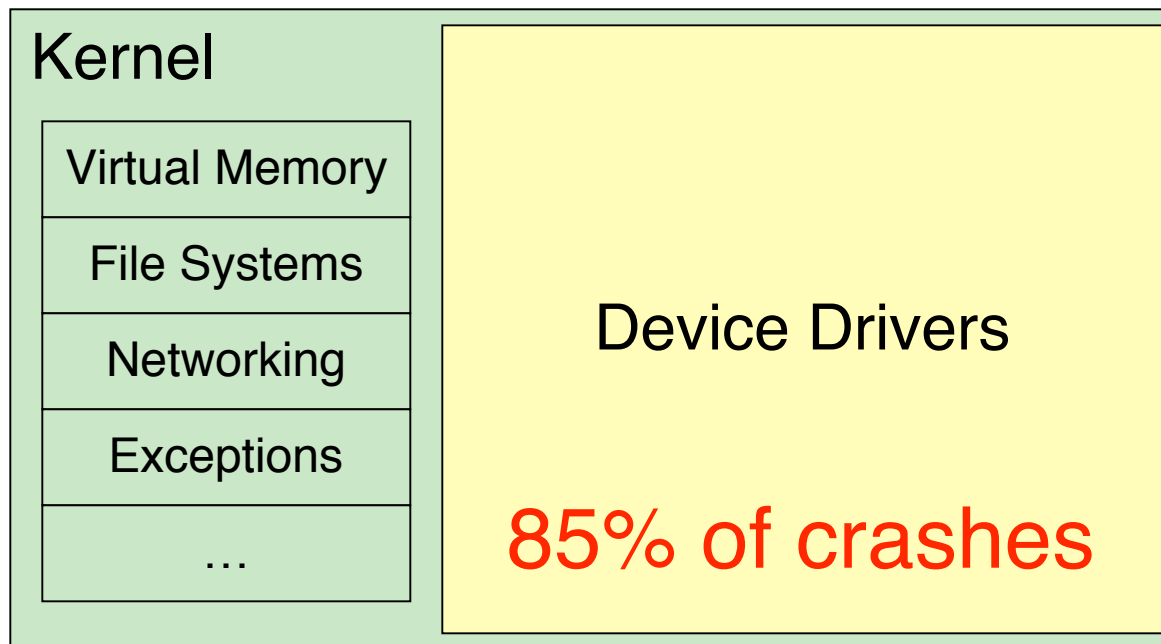 Kernel
Virtual Memory
File Systems
Networking
Exceptions
…
Device Drivers
85% of crashes